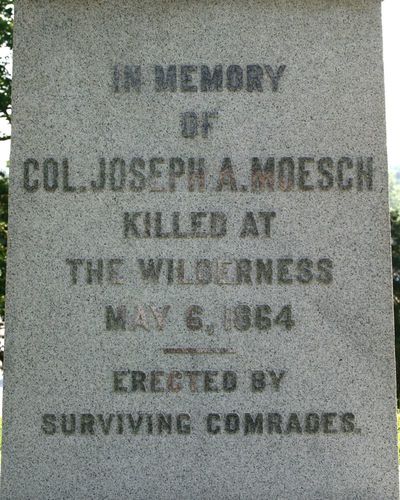 IN MEMORY
OF
COL. JOSEPH A. MOESCH
KILLED AT
THE WILDERNESS
MAY 6, 1864
ERECTED BY
SURVIVING COMRADES.